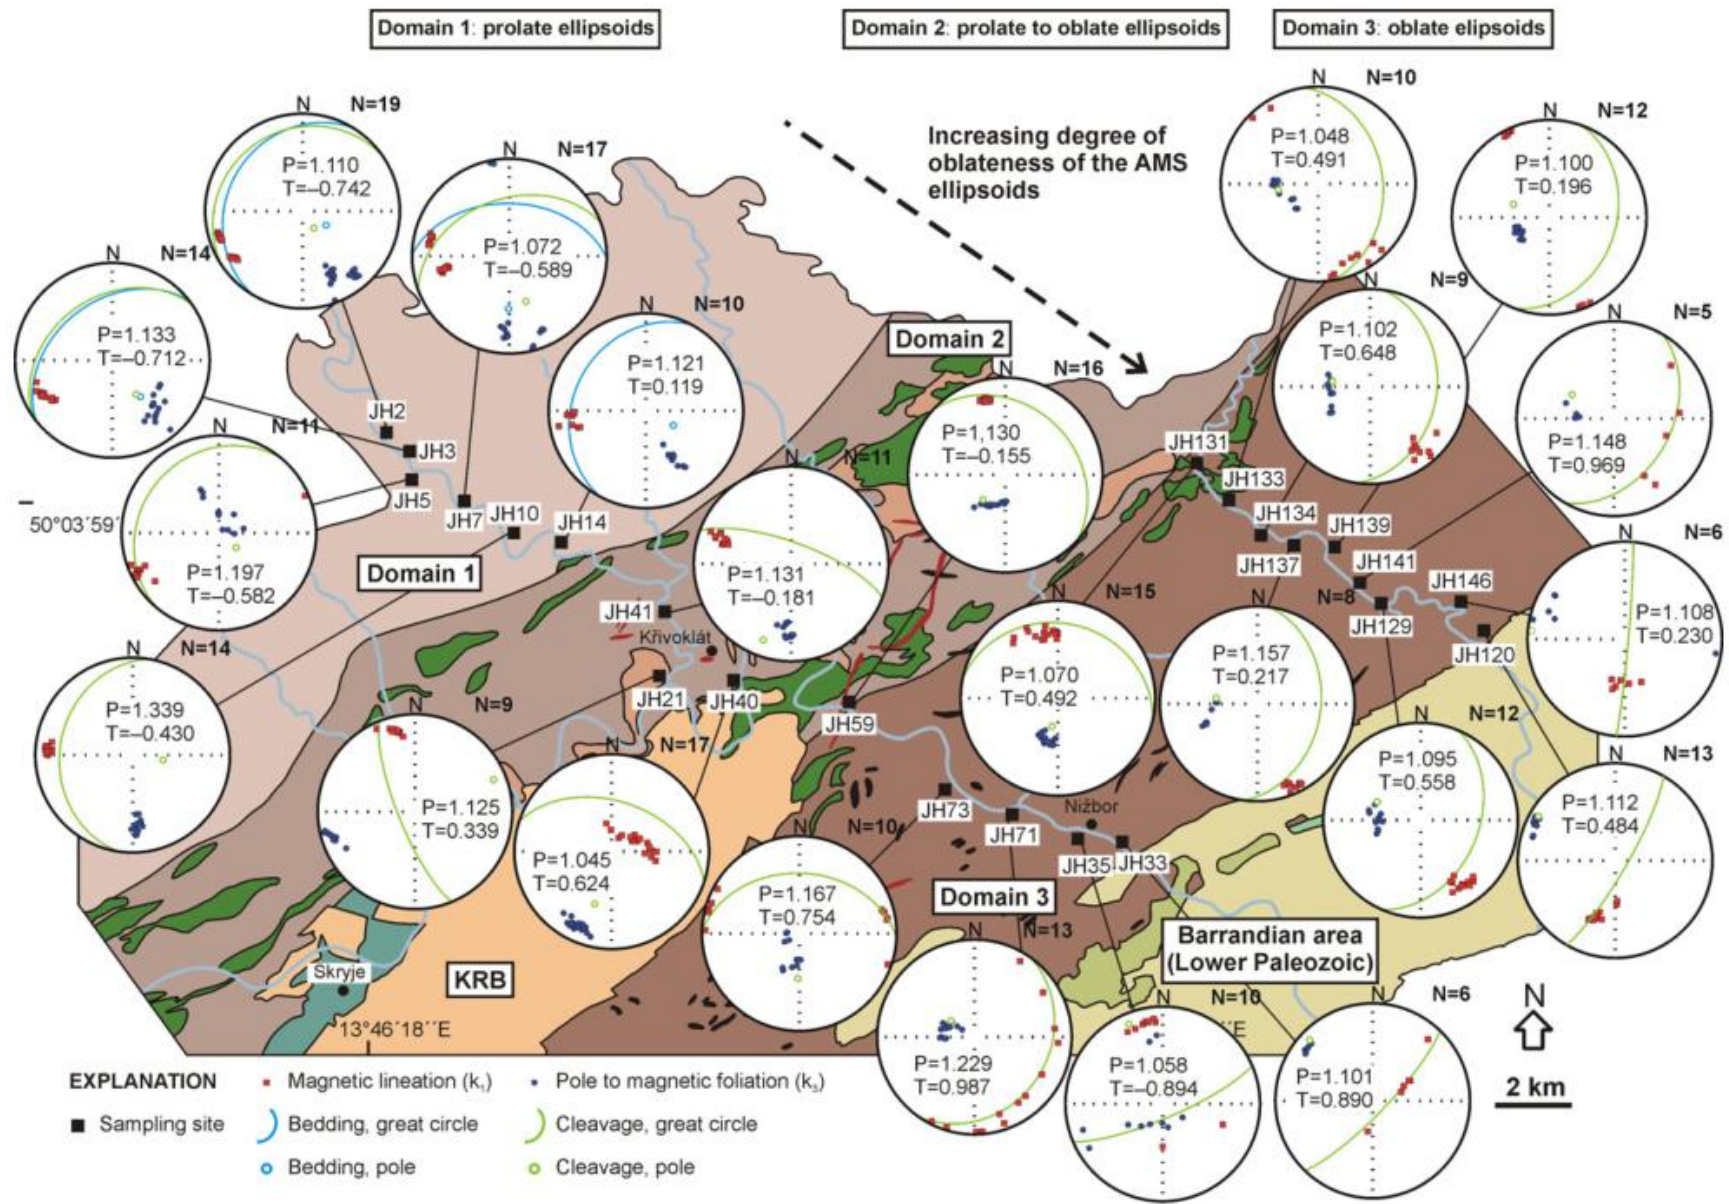 Domain 1: prolate ellipsoids
Domain 2: prolate to oblate ellipsoids
Domain 3: oblate elipsoids
Increasing degree of
oblateness of the AMS
ellipsoids
N
N=19
P=1.110
T=–0.742
N
N=17
P=1.072
T=–0.589
N
N=10
P=1.048
T=0.491
N
N=12
P=1.100
T=0.196
N
N=14
P=1.133
T=–0.712
N
N=10
P=1.121
T=0.119
N
N=9
P=1.102
T=0.648
N
N=5
P=1.148
T=0.969
N
N=11
P=1.197
T=–0.582
N
N=11
P=1.131
T=–0.181
N
N=16
P=1,130
T=–0.155
N
N=6
P=1.108
T=0.230
N
N=14
P=1.339
T=–0.430
N
N=9
P=1.125
T=0.339
N
N=17
P=1.045
T=0.624
N
N=15
P=1.070
T=0.492
N
N=8
P=1.157
T=0.217
N
N=12
P=1.095
T=0.558
N
N=13
P=1.112
T=0.484
N
N=10
P=1.167
T=0.754
N
N=13
P=1.229
T=0.987
N
N=10
P=1.058
T=–0.894
N
N=6
P=1.101
T=0.890
Domain 2
JH2
JH3
JH5
JH7
JH10
JH14
50°03´59´
Domain 1
JH41
Křivoklát
JH21
JH40
JH59
JH131
JH133
JH134
JH137
JH139
JH141
JH129
JH146
JH120
JH73
JH71
Nižbor
JH35
JH33
Domain 3
Barrandian area
(Lower Paleozoic)
KRB
Skryje
13°46´18´´E
´E
N
2 km
EXPLANATION
Magnetic lineation (k₁)
Pole to magnetic foliation (k₃)
Sampling site
Bedding, great circle
Cleavage, great circle
Bedding, pole
Cleavage, pole